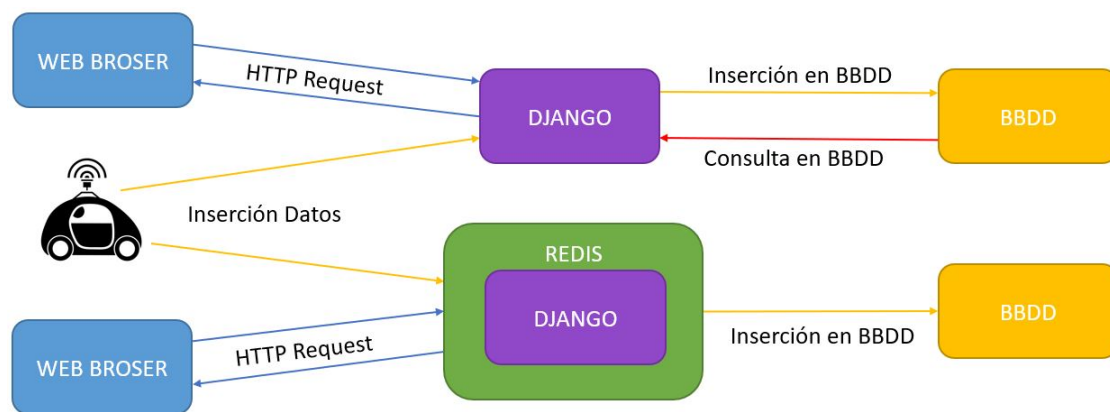 WEB BROSER
HTTP Request
DJANGO
Inserción en BBDD
BBDD
Consulta en BBDD
Inserción Datos
REDIS
DJANGO
BBDD
Inserción en BBDD
WEB BROSER
HTTP Request